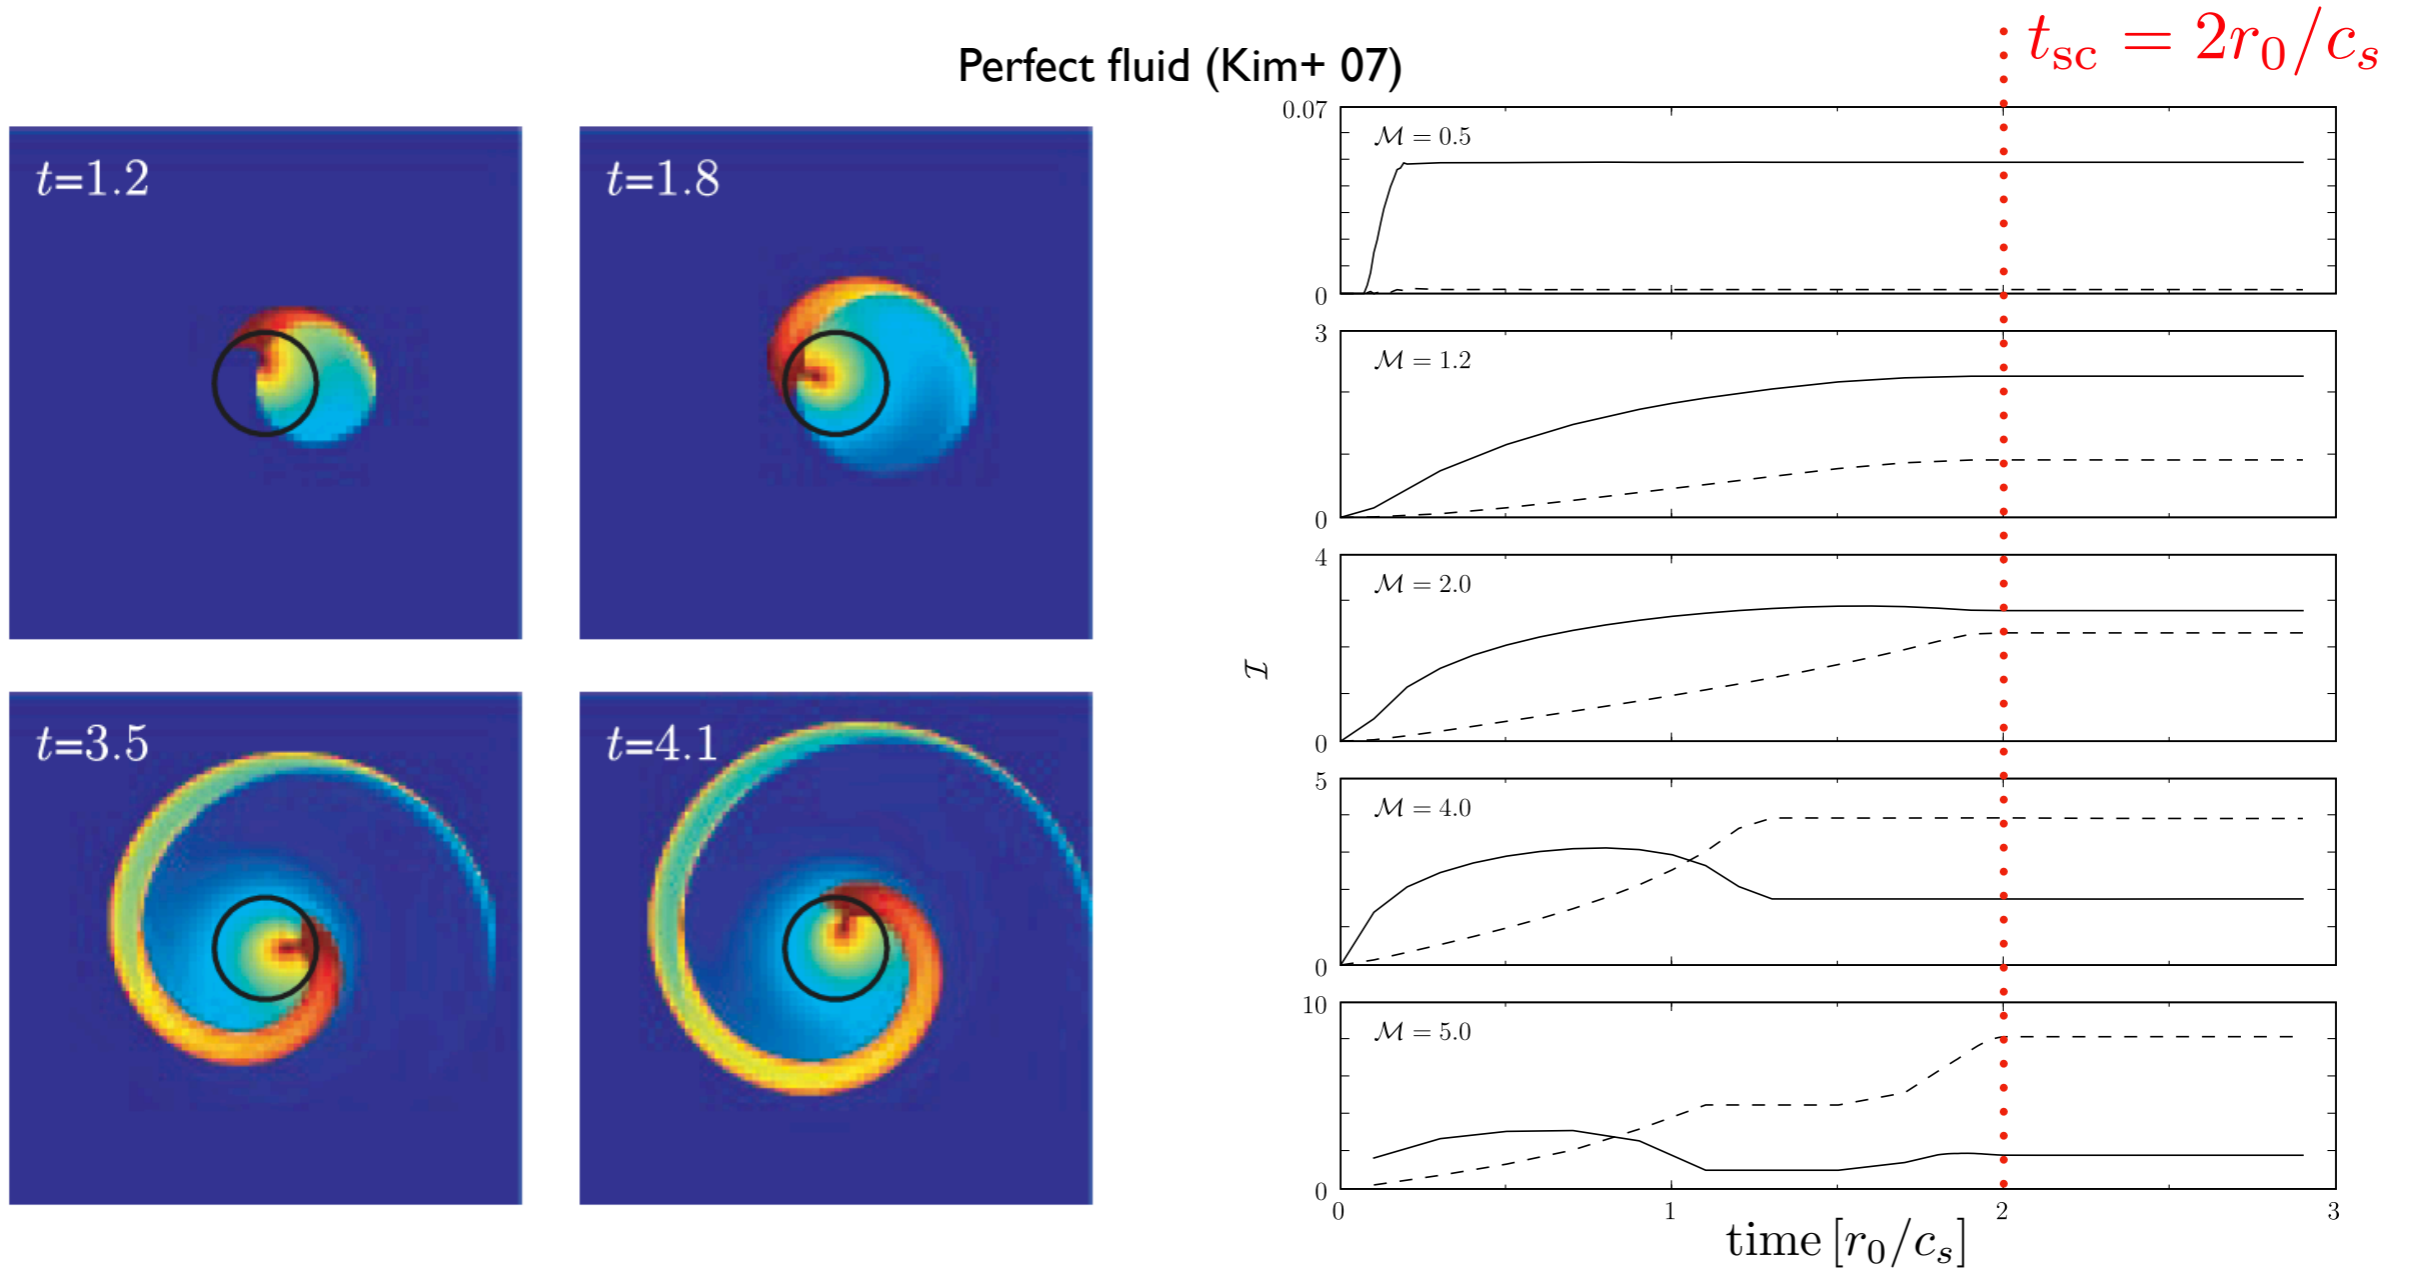 Perfect fluid (Kim+ 07)
t_sc = 2r_0/c_s
t=1.2
t=1.8
t=3.5
t=4.1
0.07
ℳ = 0.5
0
3
ℳ = 1.2
0
4
ℳ = 2.0
0
ℐ
5
ℳ = 4.0
0
10
ℳ = 5.0
0
0 1 2 3
time [r_0/c_s]